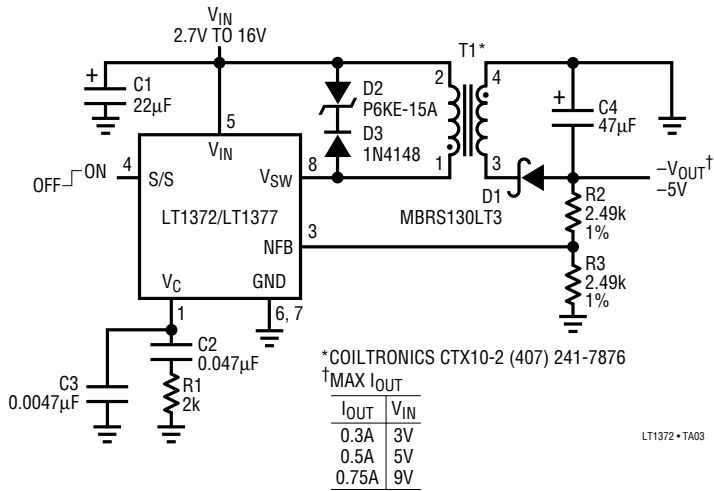 V_IN
2.7V TO 16V
T1*
2
4
D2
P6KE-15A
D3
1N4148
+
C1
22µF
+
C4
47µF
5
V_IN
1
3
4
ON
OFF
S/S
8
V_SW
D1
MBRS130LT3
–V_OUT†
–5V
LT1372/LT1377
R2
2.49k
1%
3
NFB
V_C
GND
R3
2.49k
1%
1
6, 7
C2
0.047µF
C3
0.0047µF
R1
2k
*COILTRONICS CTX10-2 (407) 241-7876
†MAX I_OUT
I_OUT V_IN
0.3A 3V
0.5A 5V
0.75A 9V
LT1372 • TA03